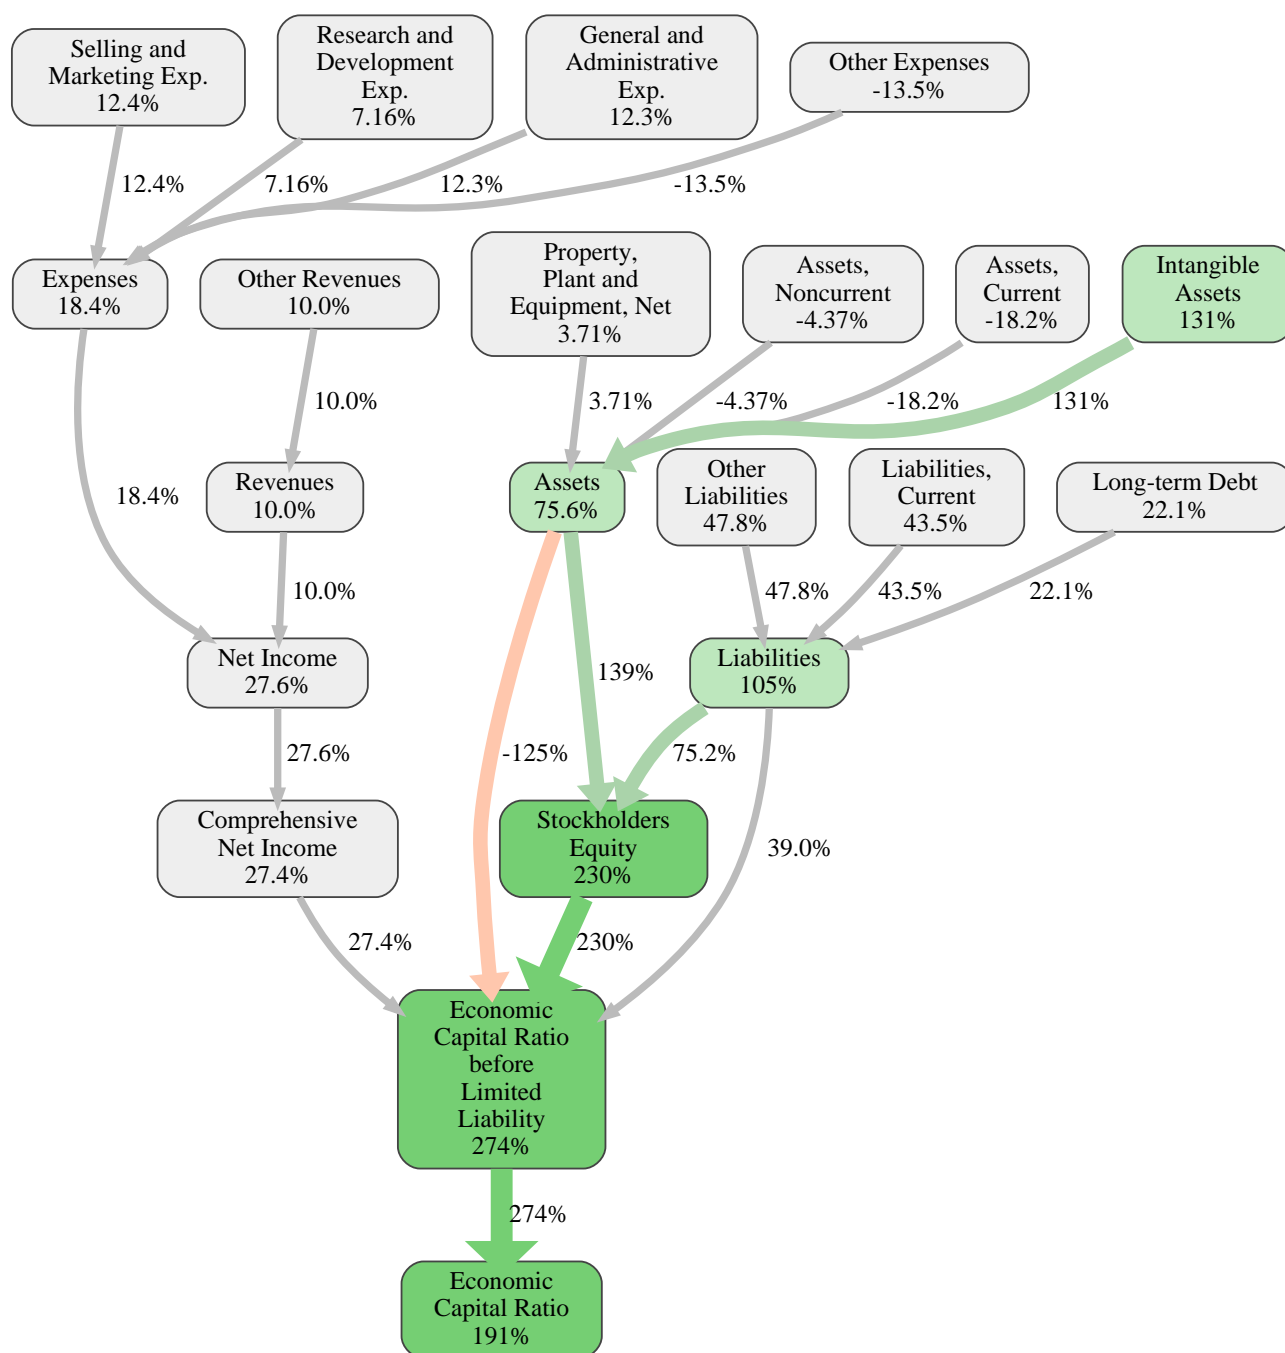 Selling and
Marketing Exp.
12.4%
Research and
Development
Exp.
7.16%
General and
Administrative
Exp.
12.3%
Other Expenses
-13.5%
12.4%
7.16%
12.3%
-13.5%
Expenses
18.4%
Other Revenues
10.0%
Property,
Plant and
Equipment, Net
3.71%
Assets,
Noncurrent
-4.37%
Assets,
Current
-18.2%
Intangible
Assets
131%
10.0%
3.71%
-4.37%
-18.2%
131%
18.4%
Revenues
10.0%
Assets
75.6%
Other
Liabilities
47.8%
Liabilities,
Current
43.5%
Long-term Debt
22.1%
10.0%
47.8%
43.5%
22.1%
Net Income
27.6%
139%
Liabilities
105%
27.6%
-125%
75.2%
Comprehensive
Net Income
27.4%
Stockholders
Equity
230%
39.0%
27.4%
230%
Economic
Capital Ratio
before
Limited
Liability
274%
274%
Economic
Capital Ratio
191%